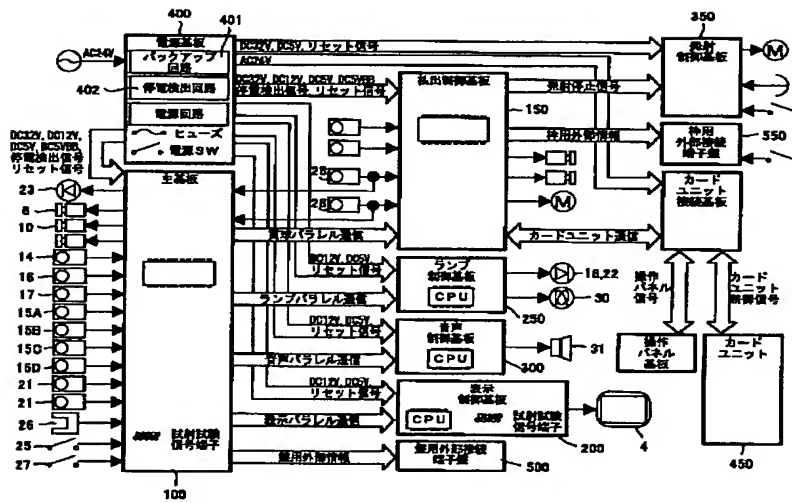 400
401
電源基板
バックアップ
回路
AC24V
402
停電検出回路
電源回路
ヒューズ
電源SW
DC32V, DC12V,
DC5V, DC5VBB,
停電検出信号
リセット信号
DC32V, DC5V, リセット信号
AC24V
DC32V, DC12V, DC5V, DC5VBB
停電検出信号, リセット信号
払出制御基板
150
発射停止信号
枠用外部情報
350
発射
制御基板
M
枠用
外部接続
端子盤
550
カード
ユニット
接続基板
カードユニット通信
操作
パネル
信号
カード
ユニット
制御信号
操作
パネル
基板
カード
ユニット
450
28
28
M
主基板
23
8
10
14
16
17
15A
15B
15C
15D
21
21
26
25
27
試射試験
信号端子
100
賞球パラレル通信
DC12V, DC5V
リセット信号
ランプ
制御基板
CPU
250
18,22
30
ランプパラレル通信
DC12V, DC5V
リセット信号
音声
制御基板
CPU
300
31
音声パラレル通信
DC12V, DC5V
リセット信号
表示
制御基板
CPU
試射試験
信号端子
200
4
表示パラレル通信
盤用外部情報
盤用外部接続
端子盤
500